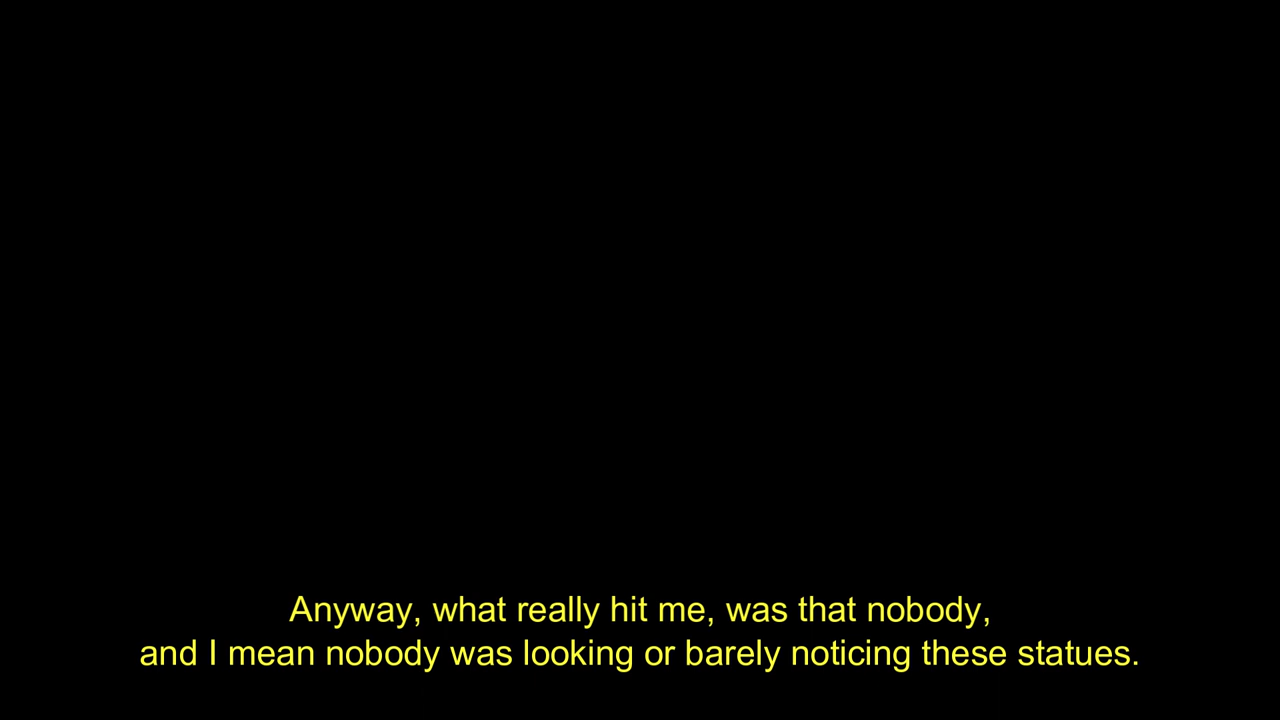 Anyway, what really hit me, was that nobody,
and I mean nobody was looking or barely noticing these statues.